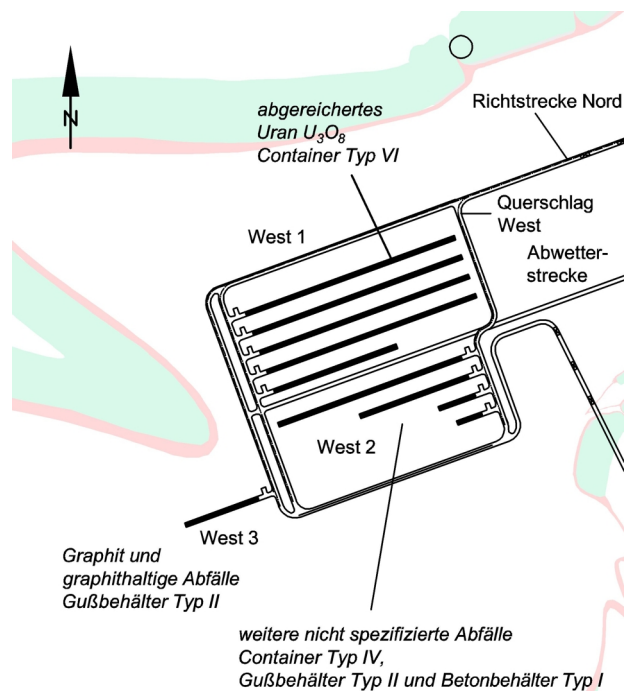 N
abgereichertes
Uran U₃O₈
Container Typ VI
Richtstrecke Nord
Querschlag
West
Abwetter-
strecke
West 1
West 2
West 3
Graphit und
graphithaltige Abfälle
Gußbehälter Typ II
weitere nicht spezifizierte Abfälle
Container Typ IV,
Gußbehälter Typ II und Betonbehälter Typ I